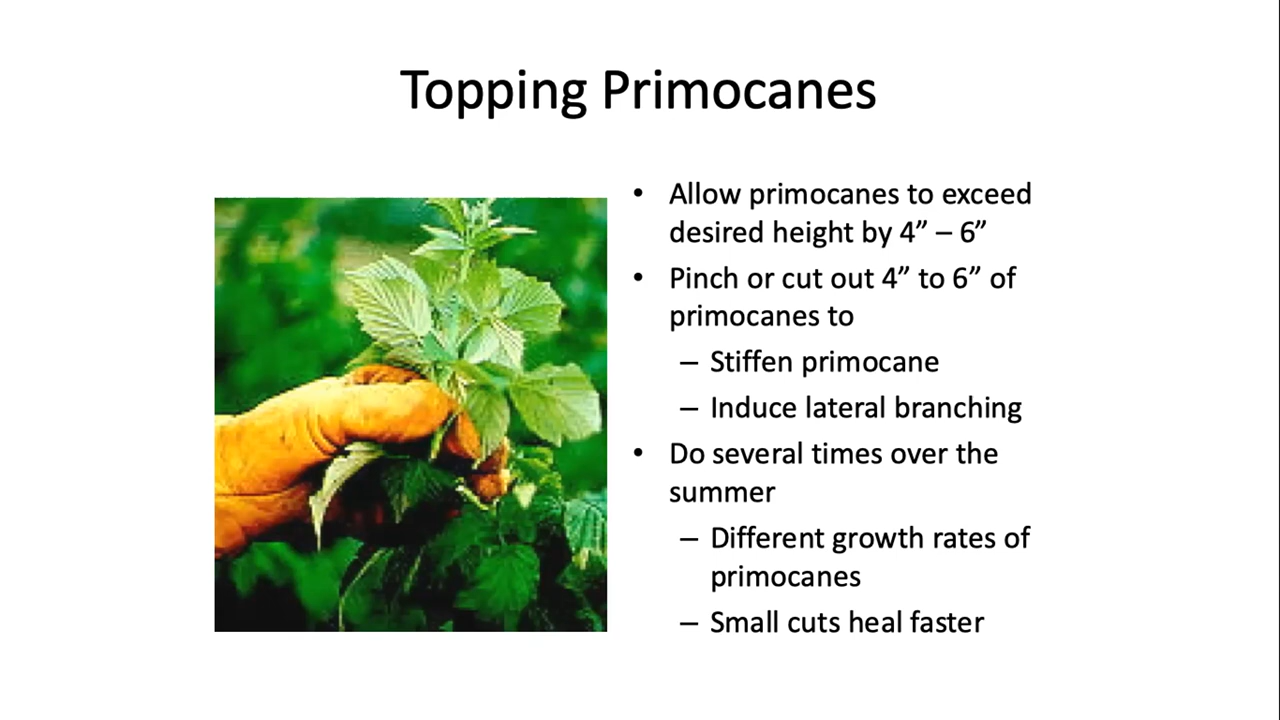 Topping Primocanes
• Allow primocanes to exceed
desired height by 4” – 6”
• Pinch or cut out 4” to 6” of
primocanes to
– Stiffen primocane
– Induce lateral branching
• Do several times over the
summer
– Different growth rates of
primocanes
– Small cuts heal faster